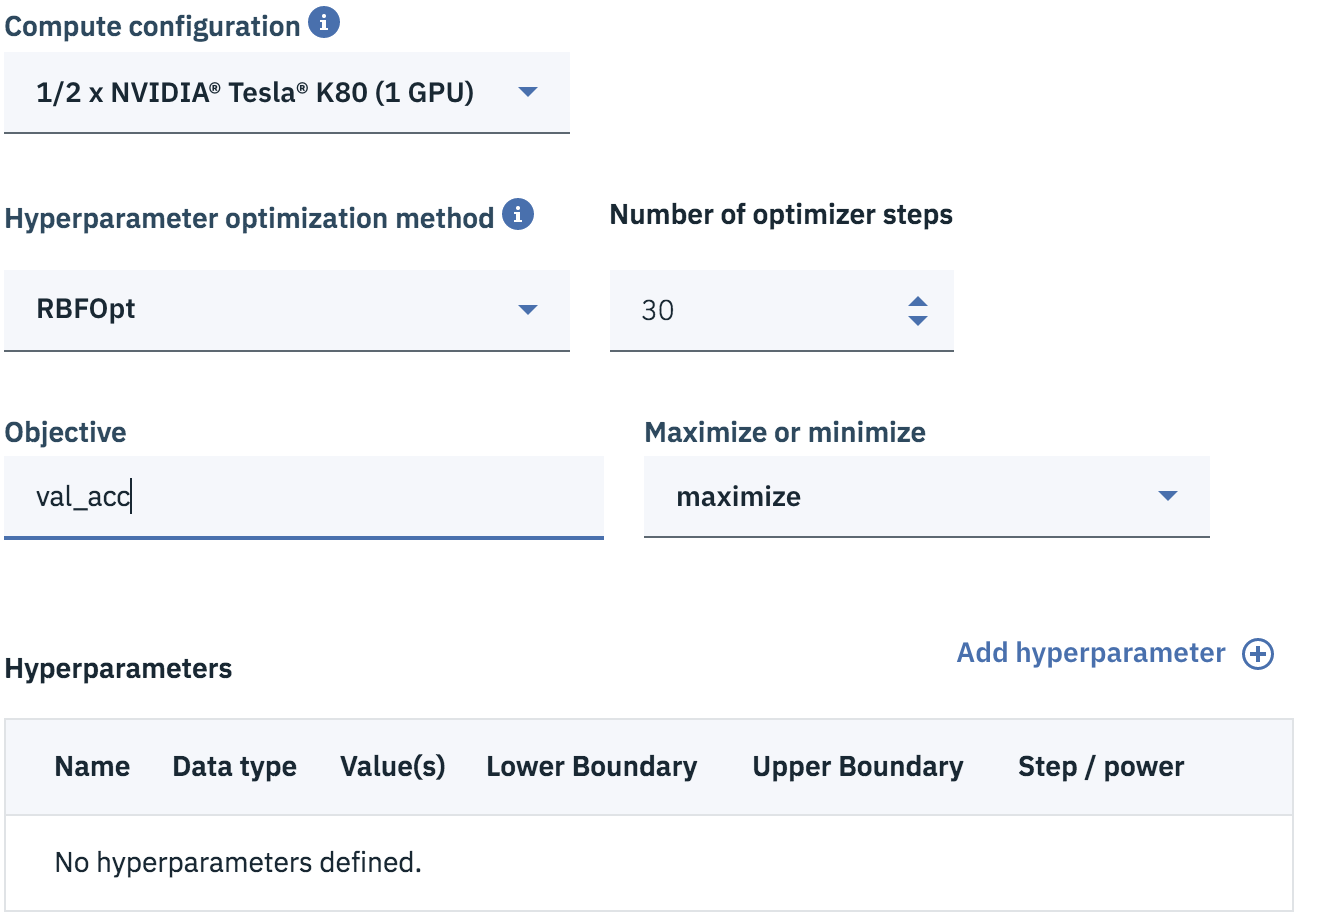 Compute configuration
1/2 x NVIDIA® Tesla® K80 (1 GPU)
Hyperparameter optimization method Number of optimizer steps
RBFOpt 30
Objective Maximize or minimize
val_acc maximize
Add hyperparameter
Hyperparameters
Name Data type Value(s) Lower Boundary Upper Boundary Step / power
No hyperparameters defined.